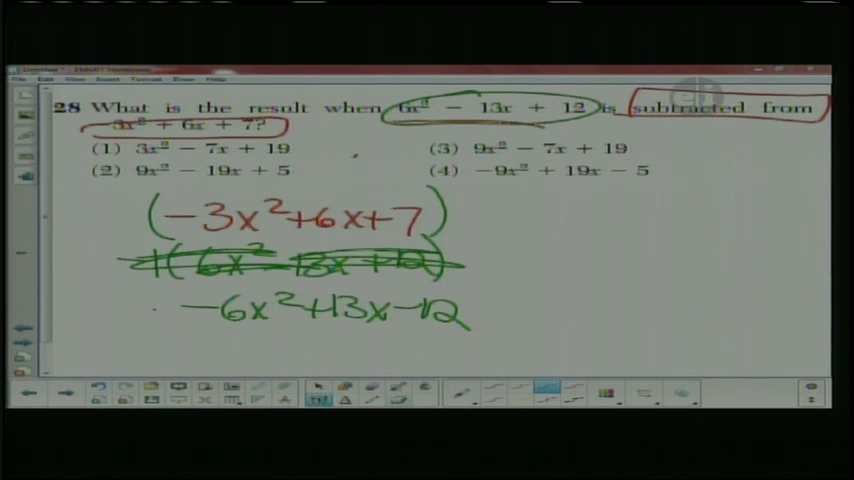 28 What is the result when 6x² − 13x + 12 is subtracted from
−3x² + 6x + 7?
(1) 3x² − 7x + 19 (3) 9x² − 7x + 19
(2) 9x² − 19x + 5 (4) −9x² + 19x − 5
(−3x²+6x+7)
−1(6x²−13x+12)
−6x²+13x−12